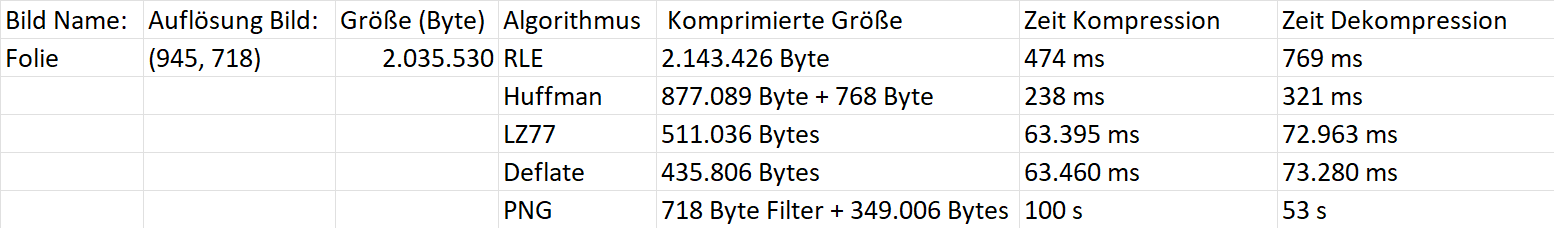 Bild Name: Auflösung Bild: Größe (Byte) Algorithmus Komprimierte Größe Zeit Kompression Zeit Dekompression
Folie (945, 718) 2.035.530 RLE 2.143.426 Byte 474 ms 769 ms
Huffman 877.089 Byte + 768 Byte 238 ms 321 ms
LZ77 511.036 Bytes 63.395 ms 72.963 ms
Deflate 435.806 Bytes 63.460 ms 73.280 ms
PNG 718 Byte Filter + 349.006 Bytes 100 s 53 s